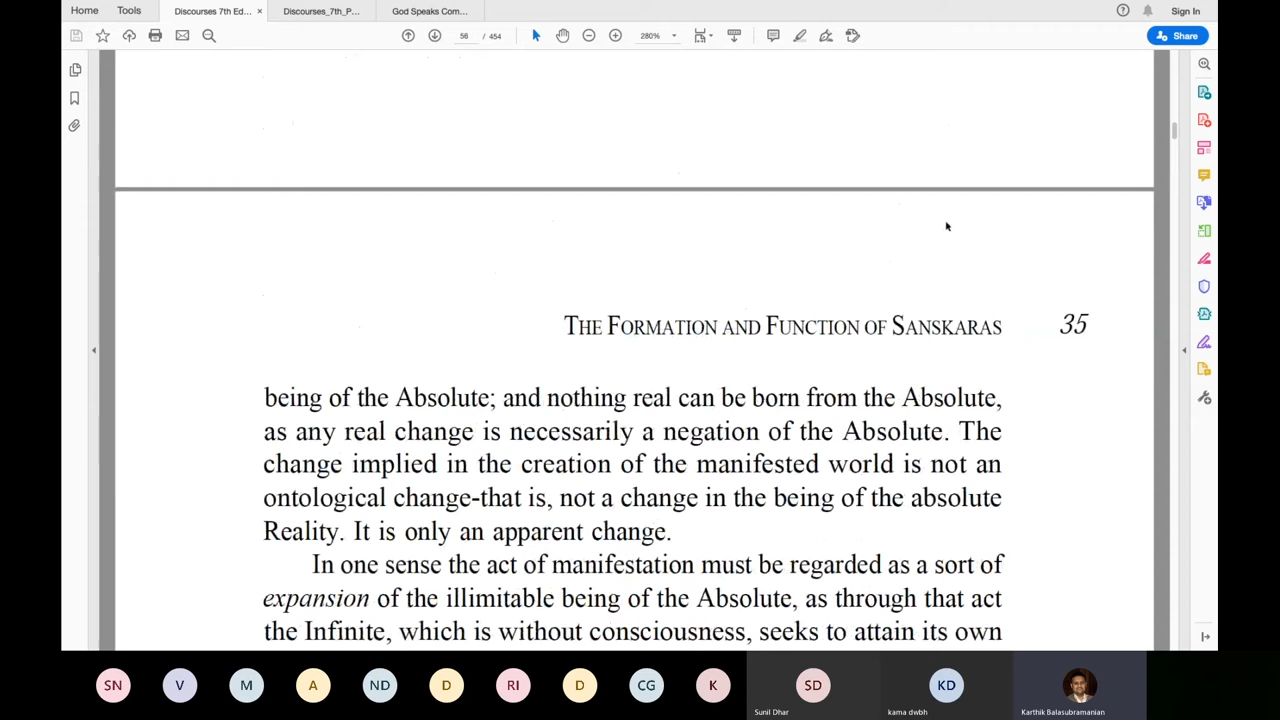 Home Tools Discourses 7th Ed... × Discourses_7th_P... God Speaks Com... Sign In
56 / 454 280% Share
THE FORMATION AND FUNCTION OF SANSKARAS 35
being of the Absolute; and nothing real can be born from the Absolute,
as any real change is necessarily a negation of the Absolute. The
change implied in the creation of the manifested world is not an
ontological change-that is, not a change in the being of the absolute
Reality. It is only an apparent change.
In one sense the act of manifestation must be regarded as a sort of
expansion of the illimitable being of the Absolute, as through that act
the Infinite, which is without consciousness, seeks to attain its own
SN V M A ND D RI D CG K SD KD
Sunil Dhar kama dwbh Karthik Balasubramanian